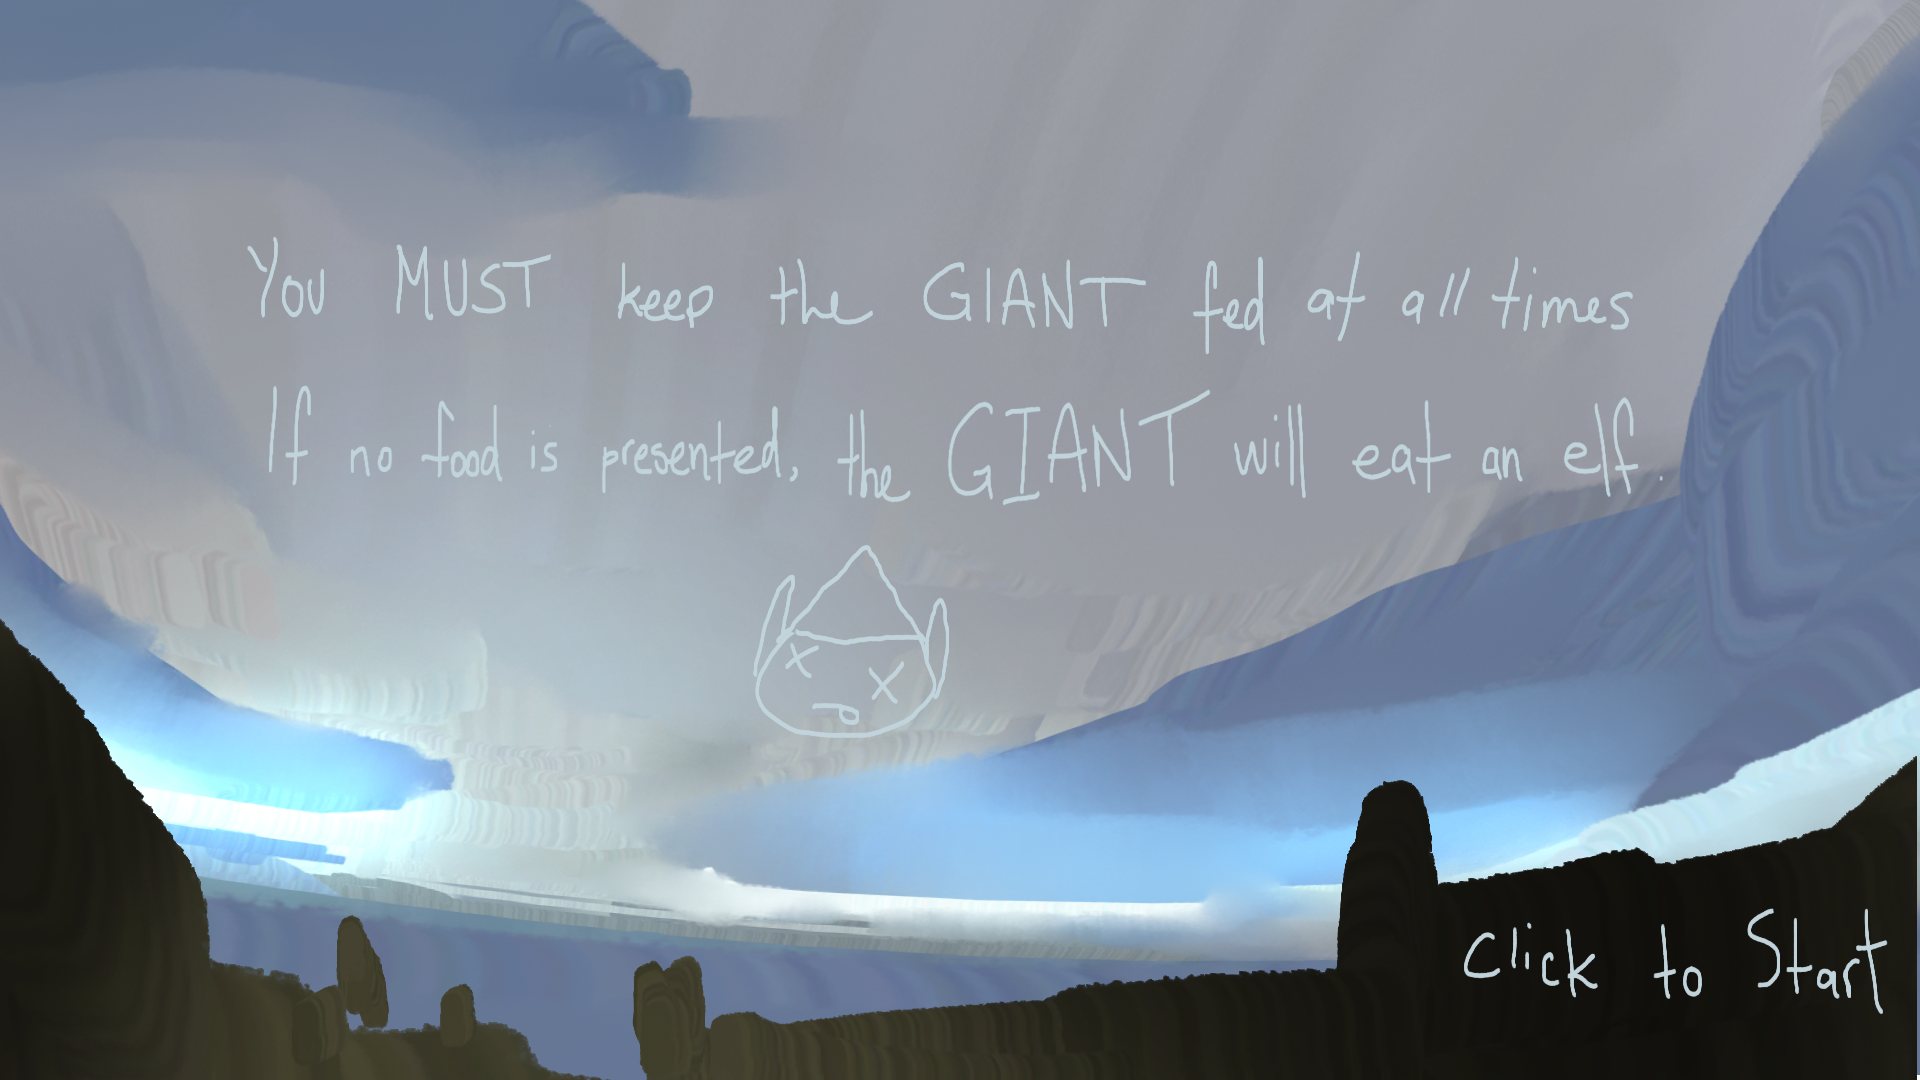 You MUST keep the GIANT fed at all times
If no food is presented, the GIANT will eat an elf.
Click to Start